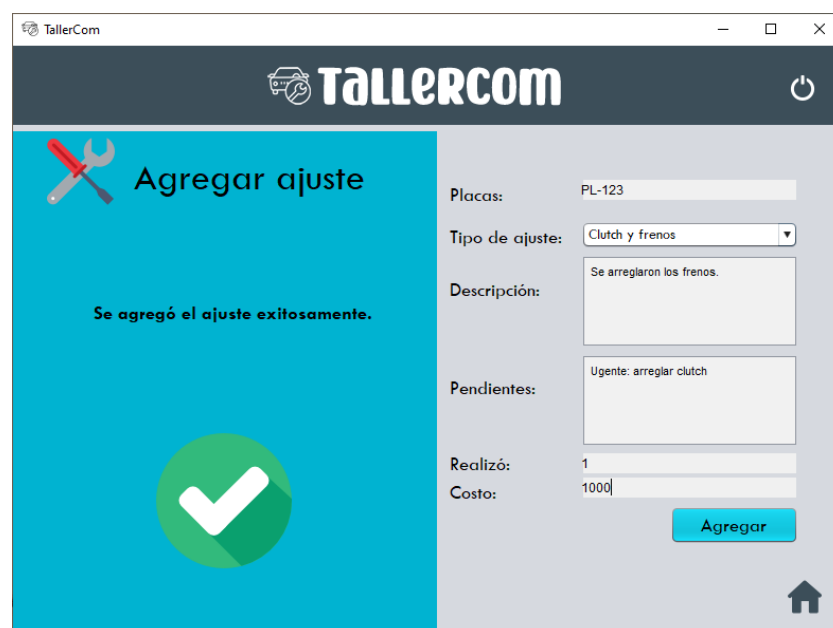 TallerCom
TallerCom
Agregar ajuste
Se agregó el ajuste exitosamente.
Placas: PL-123
Tipo de ajuste: Clutch y frenos
Descripción: Se arreglaron los frenos.
Pendientes: Ugente: arreglar clutch
Realizó: 1
Costo: 1000
Agregar